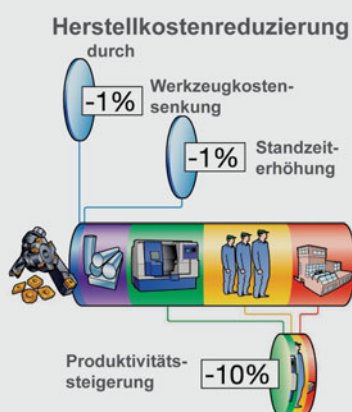 Herstellkostenreduzierung
durch
-1%
Werkzeugkosten-
senkung
-1%
Standzeit-
erhöhung
Produktivitäts-
steigerung
-10%